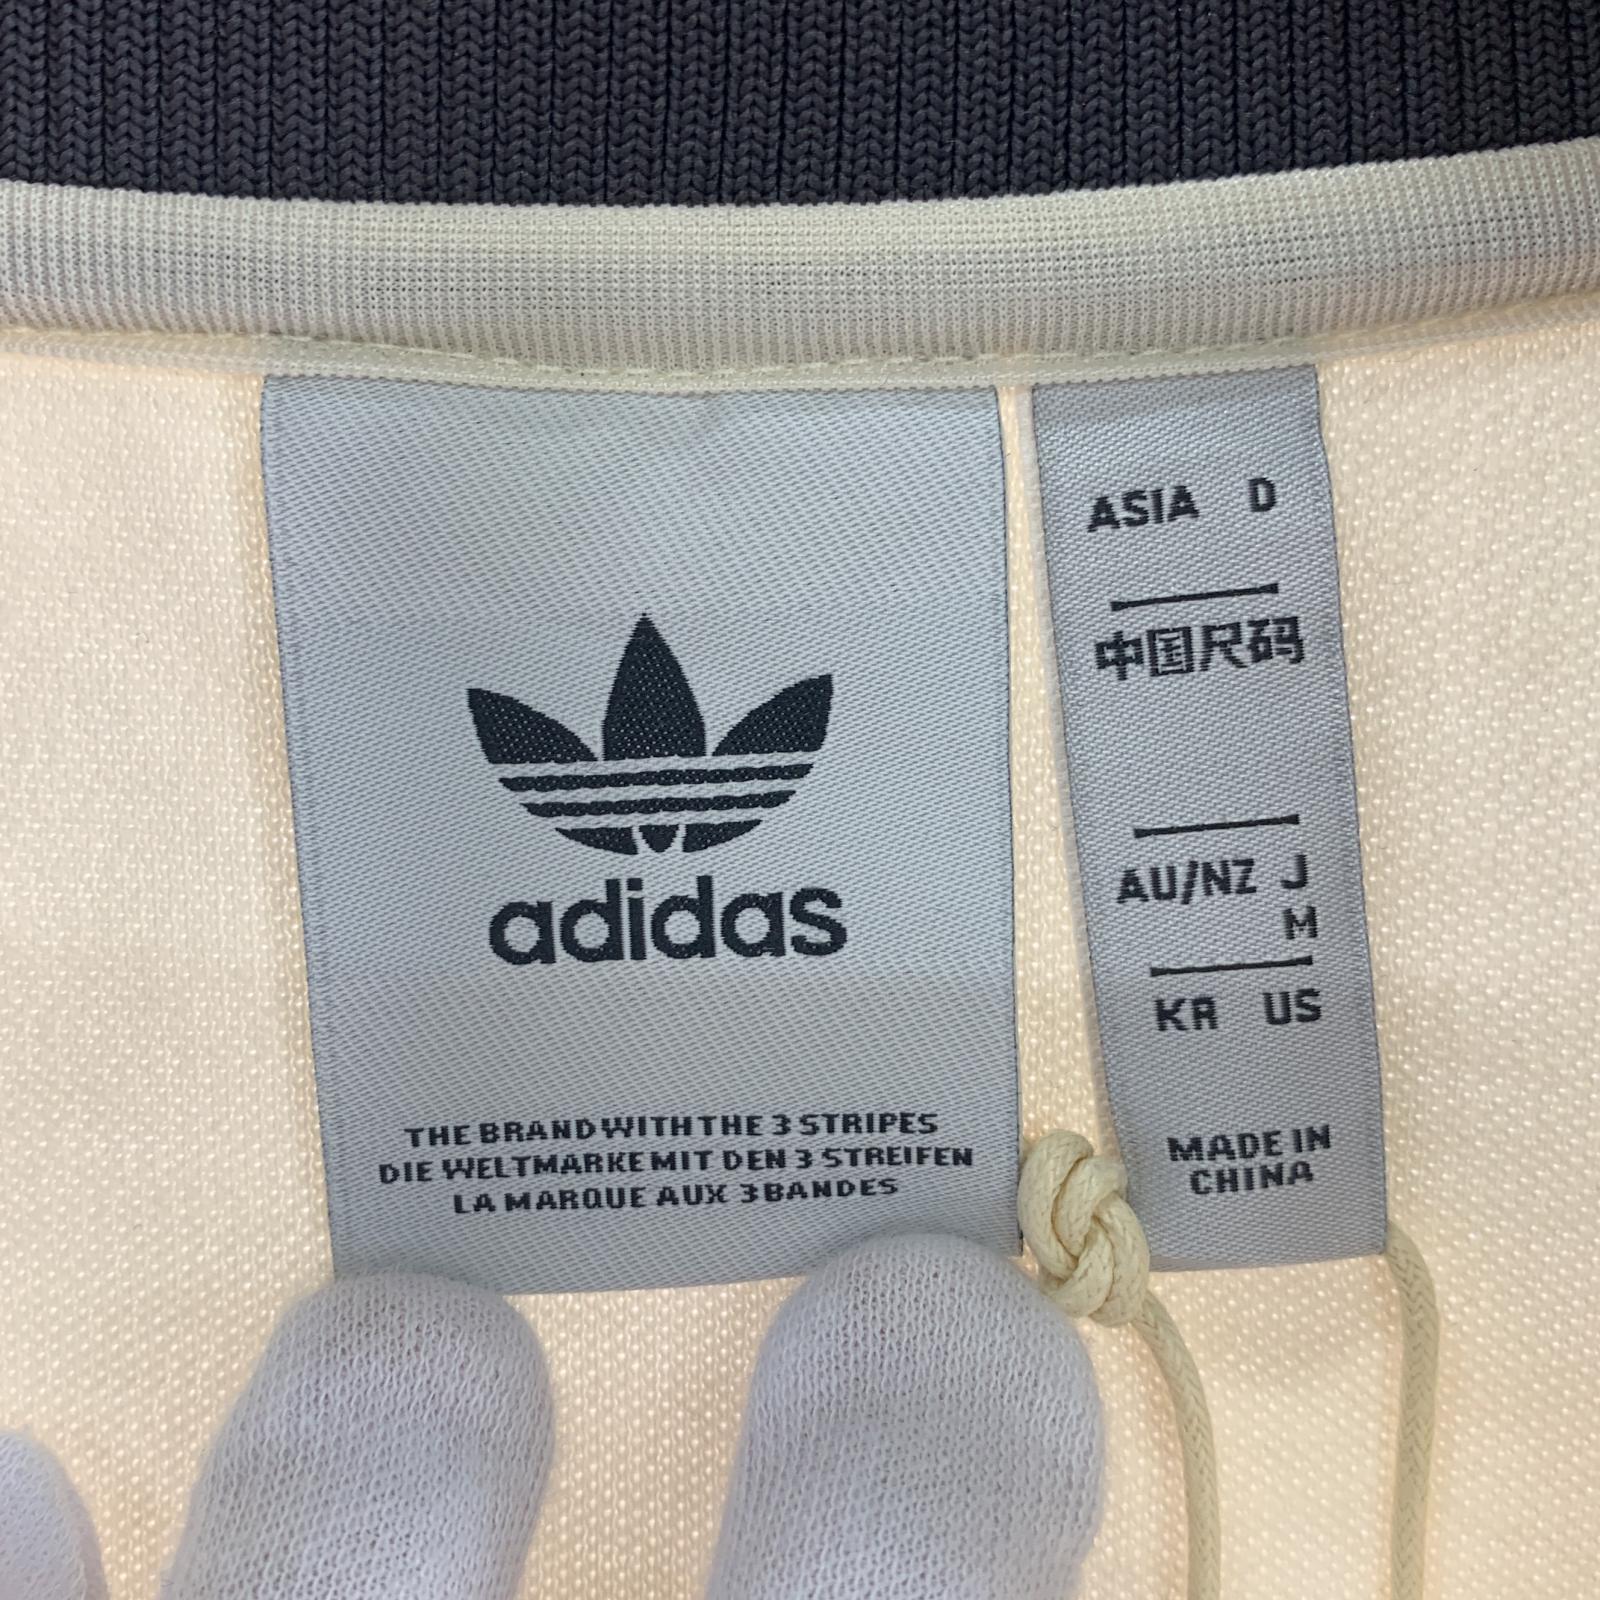 adidas
THE BRAND WITH THE 3 STRIPES
DIE WELTMARKE MIT DEN 3 STREIFEN
LA MARQUE AUX 3 BANDES
ASIA D
中国尺码
AU/NZ J
M
KR US
MADE IN
CHINA